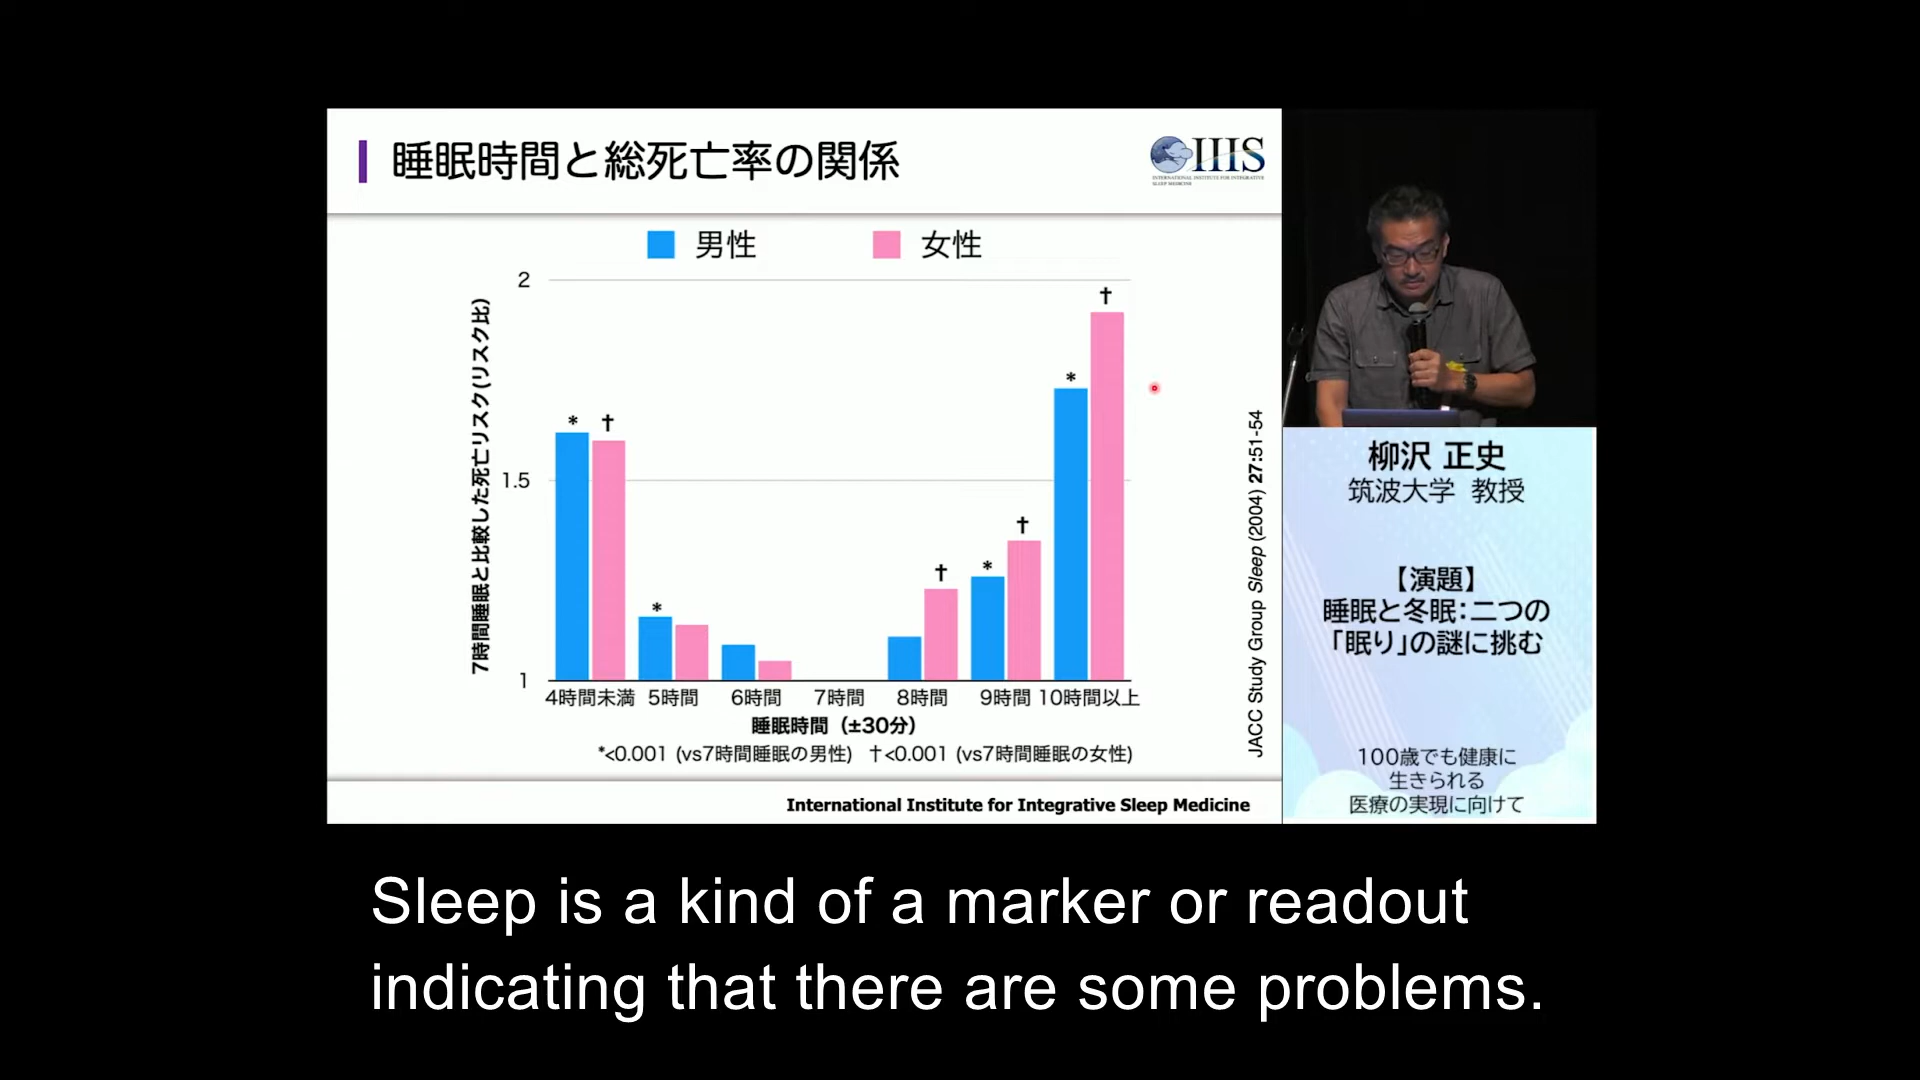 睡眠時間と総死亡率の関係
IIIS
INTERNATIONAL INSTITUTE FOR INTEGRATIVE
SLEEP MEDICINE
男性
女性
7時間睡眠と比較した死亡リスク(リスク比)
2
1.5
1
* † * † * † * †
4時間未満 5時間 6時間 7時間 8時間 9時間 10時間以上
睡眠時間 (±30分)
*<0.001 (vs7時間睡眠の男性) †<0.001 (vs7時間睡眠の女性)
JACC Study Group Sleep (2004) 27:51-54
International Institute for Integrative Sleep Medicine
柳沢 正史
筑波大学 教授
【演題】
睡眠と冬眠:二つの
「眠り」の謎に挑む
100歳でも健康に
生きられる
医療の実現に向けて
Sleep is a kind of a marker or readout
indicating that there are some problems.